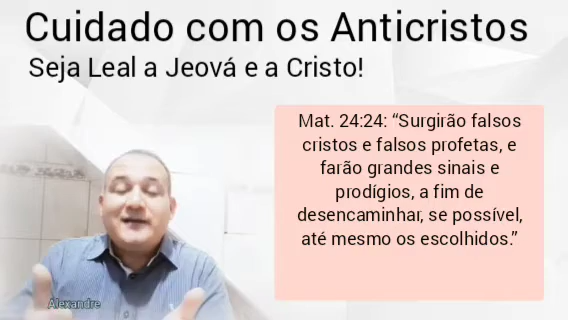 Cuidado com os Anticristos
Seja Leal a Jeová e a Cristo!
Mat. 24:24: “Surgirão falsos
cristos e falsos profetas, e
farão grandes sinais e
prodígios, a fim de
desencaminhar, se possível,
até mesmo os escolhidos.”
Alexandre